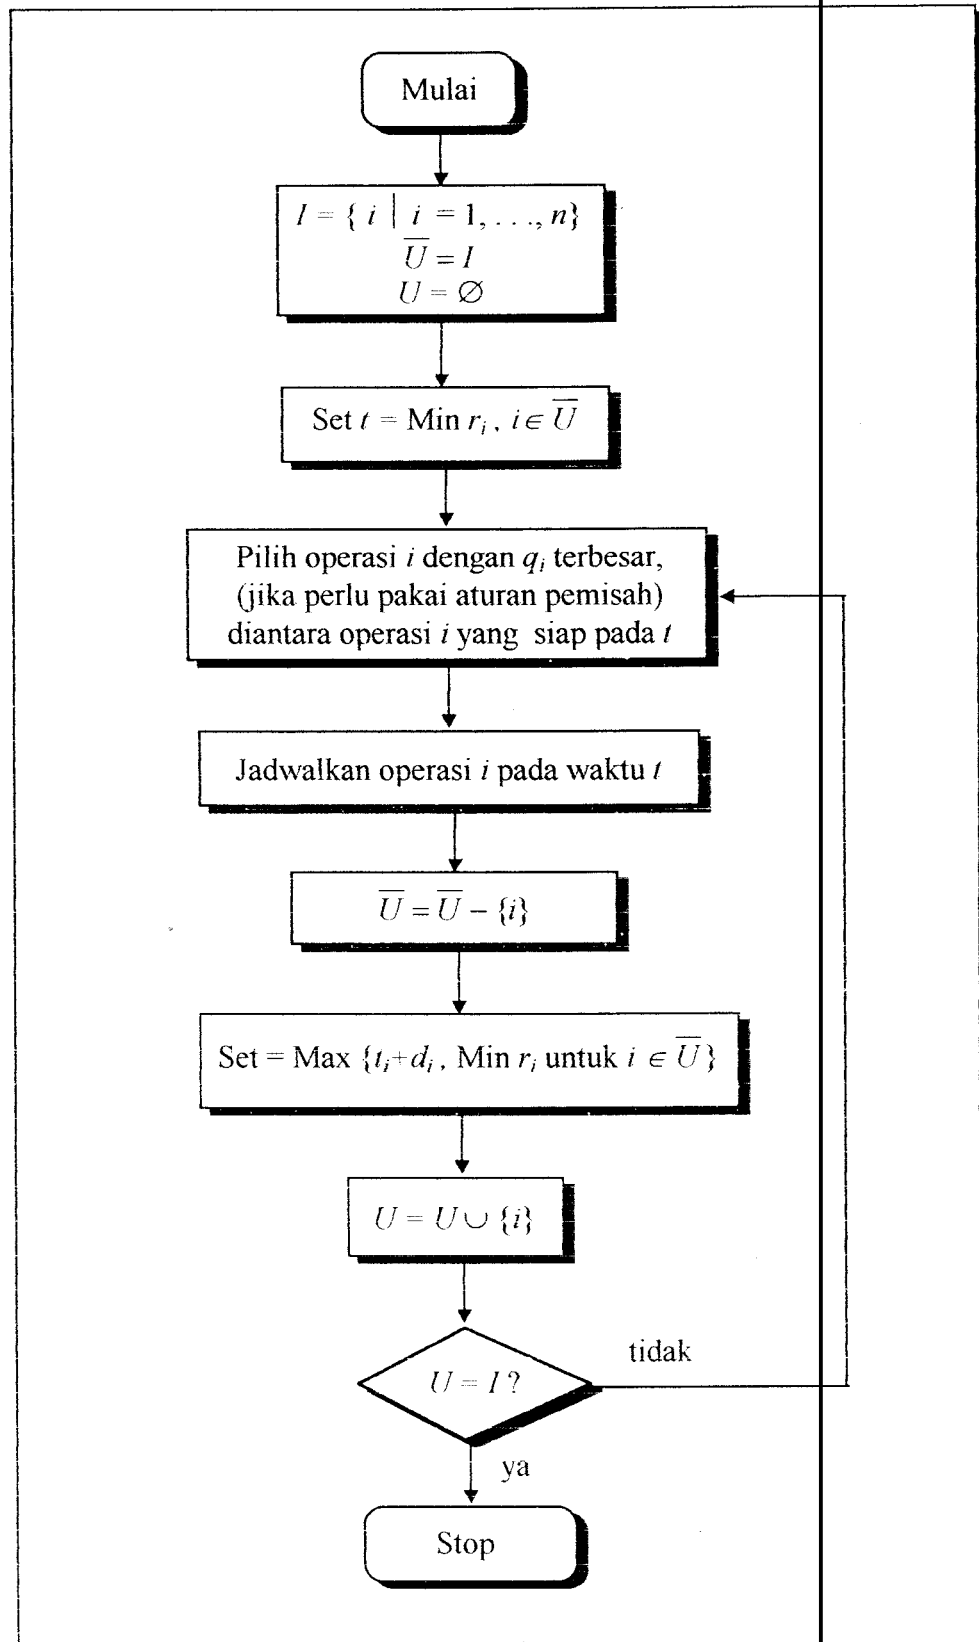 Mulai
I = { i | i = 1, . . ., n}
U̅ = I
U = ∅
Set t = Min rᵢ, i ∈ U̅
Pilih operasi i dengan qᵢ terbesar,
(jika perlu pakai aturan pemisah)
diantara operasi i yang siap pada t
Jadwalkan operasi i pada waktu t
U̅ = U̅ – {i}
Set = Max {tᵢ+dᵢ, Min rᵢ untuk i ∈ U̅}
U = U ∪ {i}
U = I ?
tidak
ya
Stop